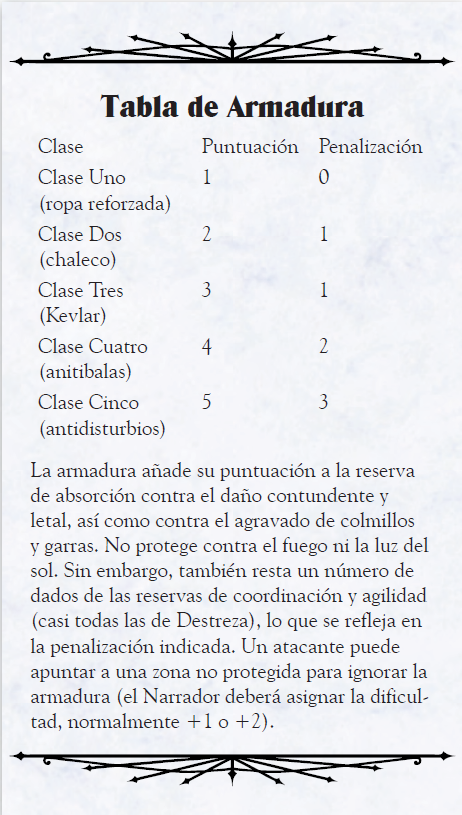 Tabla de Armadura
Clase Puntuación Penalización
Clase Uno 1 0
(ropa reforzada)
Clase Dos 2 1
(chaleco)
Clase Tres 3 1
(Kevlar)
Clase Cuatro 4 2
(anitibalas)
Clase Cinco 5 3
(antidisturbios)
La armadura añade su puntuación a la reserva
de absorción contra el daño contundente y
letal, así como contra el agravado de colmillos
y garras. No protege contra el fuego ni la luz del
sol. Sin embargo, también resta un número de
dados de las reservas de coordinación y agilidad
(casi todas las de Destreza), lo que se refleja en
la penalización indicada. Un atacante puede
apuntar a una zona no protegida para ignorar la
armadura (el Narrador deberá asignar la dificul-
tad, normalmente +1 o +2).